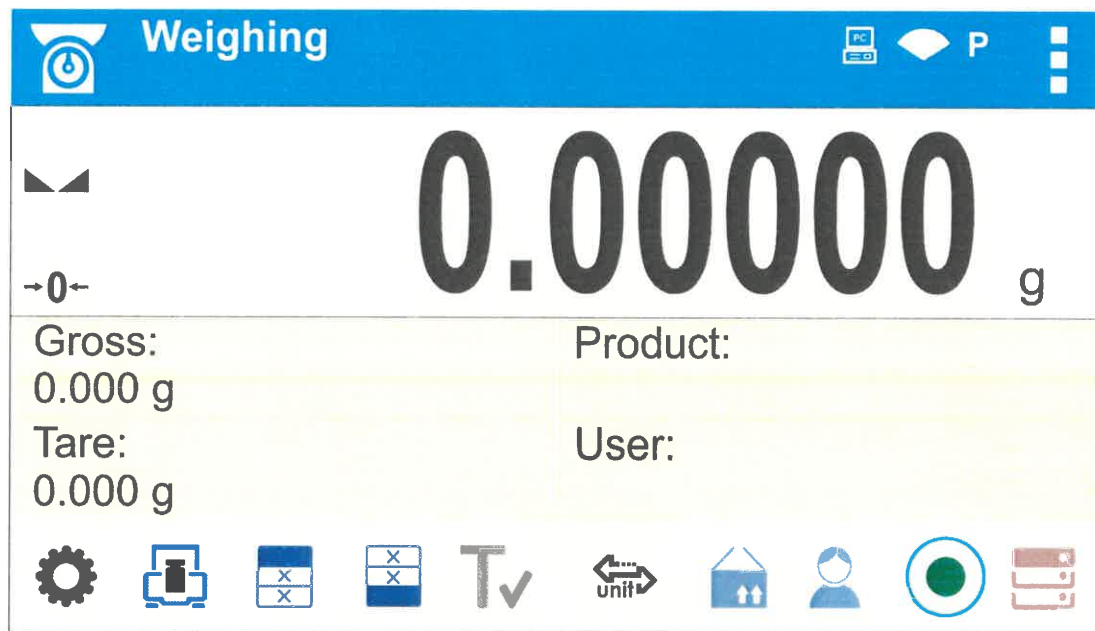 Weighing
PC
P
0.00000 g
→0←
Gross:
0.000 g
Product:
Tare:
0.000 g
User:
T
unit